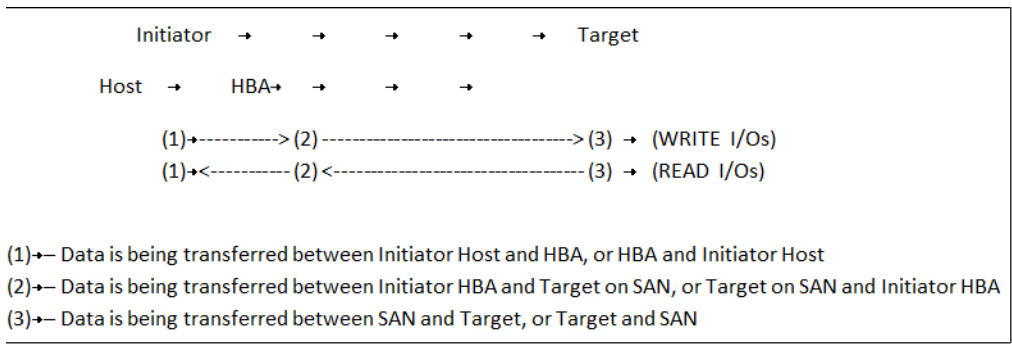 Initiator → → → → → Target
Host → HBA→ → → →
(1)→-----------> (2) -----------------------------------> (3) → (WRITE I/Os)
(1)→<----------- (2) <----------------------------------- (3) → (READ I/Os)
(1)→– Data is being transferred between Initiator Host and HBA, or HBA and Initiator Host
(2)→– Data is being transferred between Initiator HBA and Target on SAN, or Target on SAN and Initiator HBA
(3)→– Data is being transferred between SAN and Target, or Target and SAN